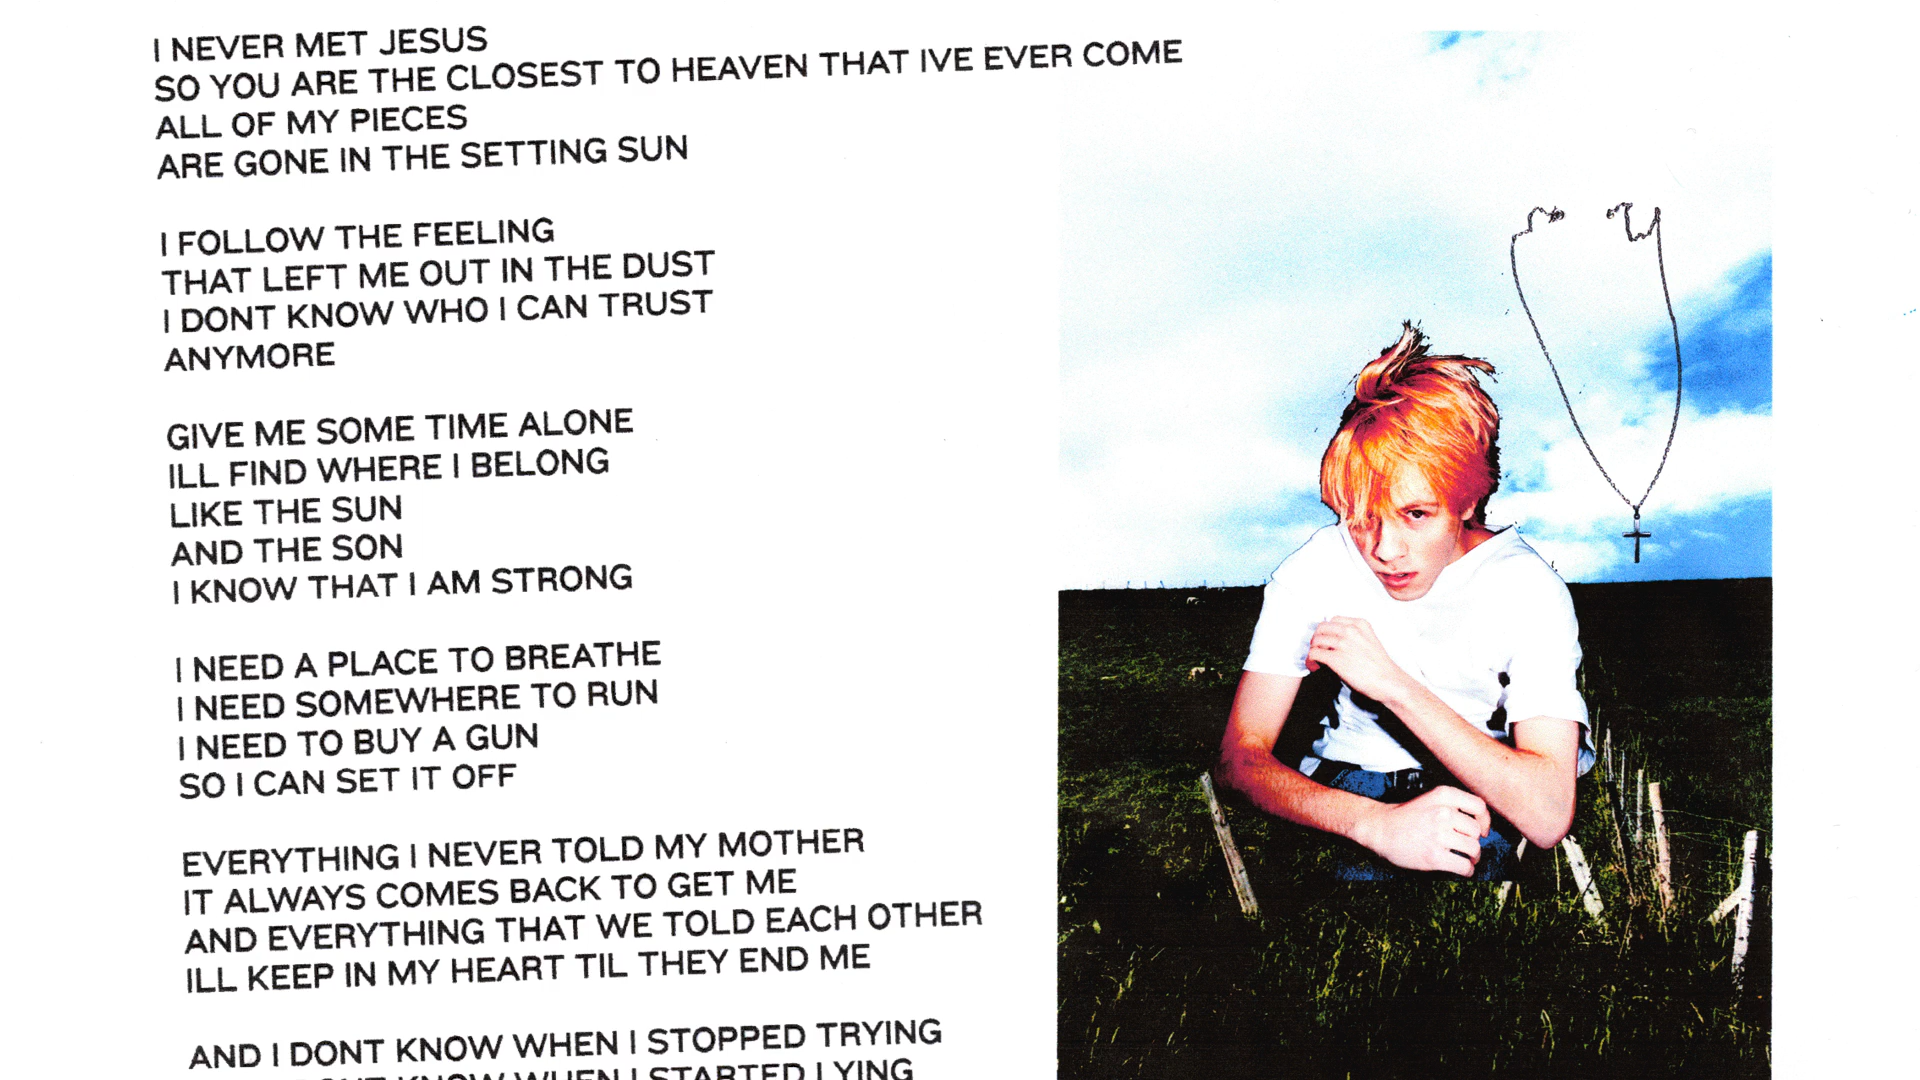 I NEVER MET JESUS
SO YOU ARE THE CLOSEST TO HEAVEN THAT IVE EVER COME
ALL OF MY PIECES
ARE GONE IN THE SETTING SUN
I FOLLOW THE FEELING
THAT LEFT ME OUT IN THE DUST
I DONT KNOW WHO I CAN TRUST
ANYMORE
GIVE ME SOME TIME ALONE
ILL FIND WHERE I BELONG
LIKE THE SUN
AND THE SON
I KNOW THAT I AM STRONG
I NEED A PLACE TO BREATHE
I NEED SOMEWHERE TO RUN
I NEED TO BUY A GUN
SO I CAN SET IT OFF
EVERYTHING I NEVER TOLD MY MOTHER
IT ALWAYS COMES BACK TO GET ME
AND EVERYTHING THAT WE TOLD EACH OTHER
ILL KEEP IN MY HEART TIL THEY END ME
AND I DONT KNOW WHEN I STOPPED TRYING
DONT KNOW WHEN I STARTED LYING